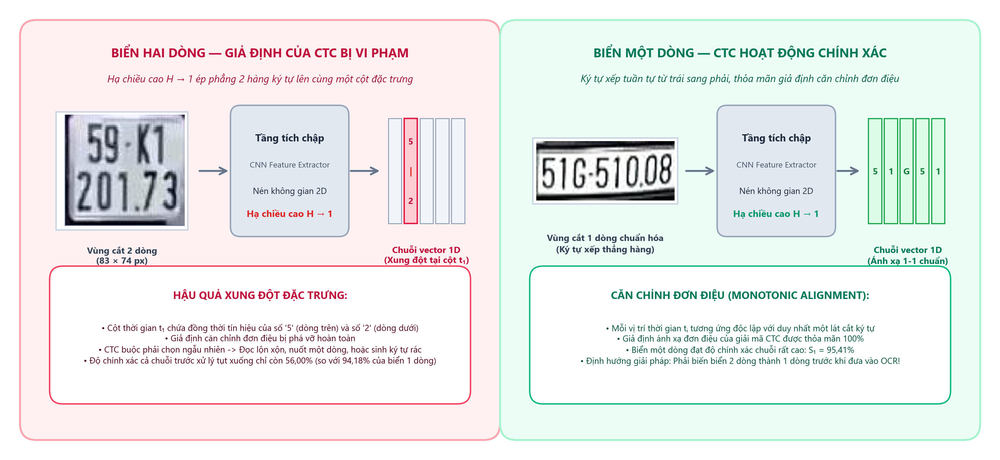 BIỂN HAI DÒNG — GIẢ ĐỊNH CỦA CTC BỊ VI PHẠM
Hạ chiều cao H → 1 ép phẳng 2 hàng ký tự lên cùng một cột đặc trưng
59-K1
201.73
Vùng cắt 2 dòng
(83 × 74 px)
Tầng tích chập
CNN Feature Extractor
Nén không gian 2D
Hạ chiều cao H → 1
5
|
2
Chuỗi vector 1D
(Xung đột tại cột t₁)
HẬU QUẢ XUNG ĐỘT ĐẶC TRƯNG:
• Cột thời gian t₁ chứa đồng thời tín hiệu của số '5' (dòng trên) và số '2' (dòng dưới)
• Giả định căn chỉnh đơn điệu bị phá vỡ hoàn toàn
• CTC buộc phải chọn ngẫu nhiên -> Đọc lộn xộn, nuốt một dòng, hoặc sinh ký tự rác
• Độ chính xác cả chuỗi trước xử lý tụt xuống chỉ còn 56,00% (so với 94,18% của biển 1 dòng)
BIỂN MỘT DÒNG — CTC HOẠT ĐỘNG CHÍNH XÁC
Ký tự xếp tuần tự từ trái sang phải, thỏa mãn giả định căn chỉnh đơn điệu
51G-510.08
Vùng cắt 1 dòng chuẩn hóa
(Ký tự xếp thẳng hàng)
Tầng tích chập
CNN Feature Extractor
Nén không gian 2D
Hạ chiều cao H → 1
5 1 G 5 1
Chuỗi vector 1D
(Ánh xạ 1-1 chuẩn)
CĂN CHỈNH ĐƠN ĐIỆU (MONOTONIC ALIGNMENT):
• Mỗi vị trí thời gian tᵢ tương ứng độc lập với duy nhất một lát cắt ký tự
• Giả định ánh xạ đơn điệu của giải mã CTC được thỏa mãn 100%
• Biển một dòng đạt độ chính xác chuỗi rất cao: S₁ = 95,41%
• Định hướng giải pháp: Phải biến biển 2 dòng thành 1 dòng trước khi đưa vào OCR!